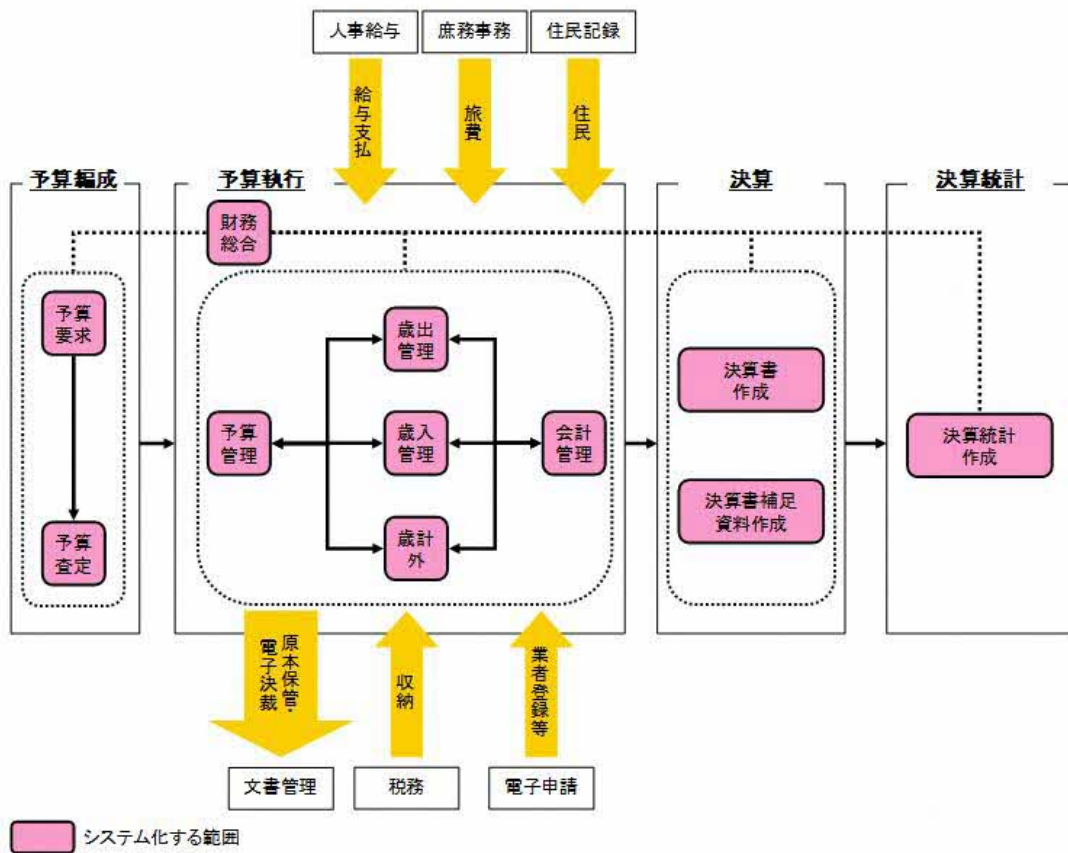 人事給与
庶務事務
住民記録
給与支払
旅費
住民
予算編成
予算執行
決算
決算統計
財務
総合
予算
要求
予算
査定
歳出
管理
予算
管理
歳入
管理
会計
管理
歳計
外
決算書
作成
決算書補足
資料作成
決算統計
作成
原本保管・
電子決裁
収納
業者登録等
文書管理
税務
電子申請
システム化する範囲